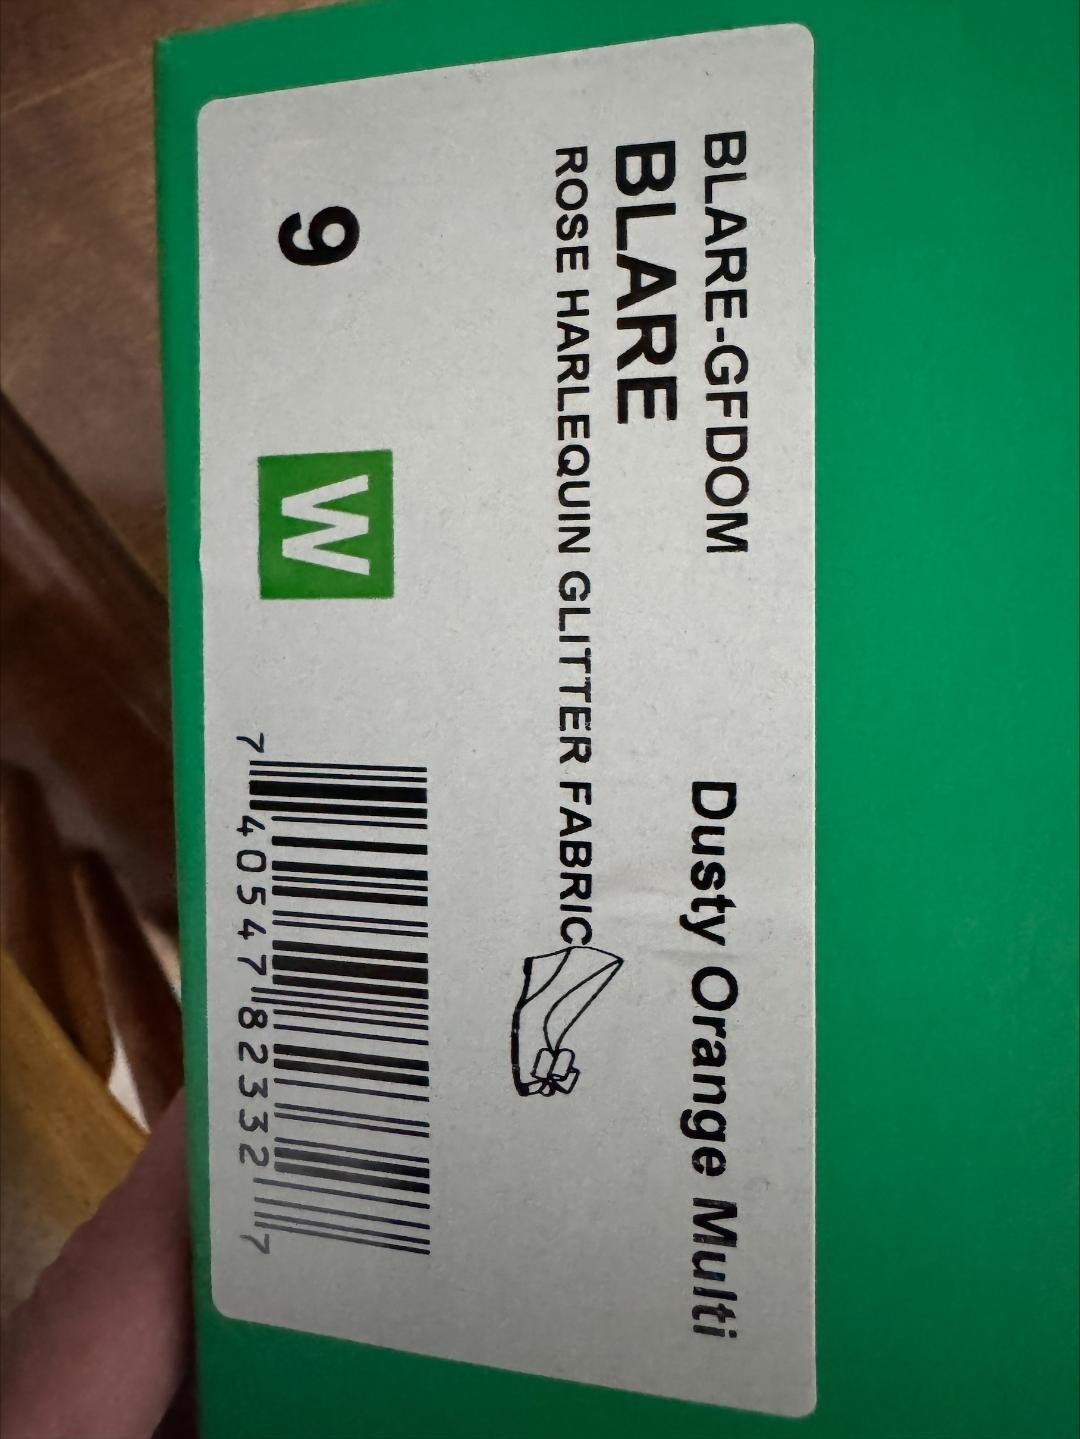 BLARE-GFDOM Dusty Orange Multi
BLARE
ROSE HARLEQUIN GLITTER FABRIC
9 W
7 40547 82332 7